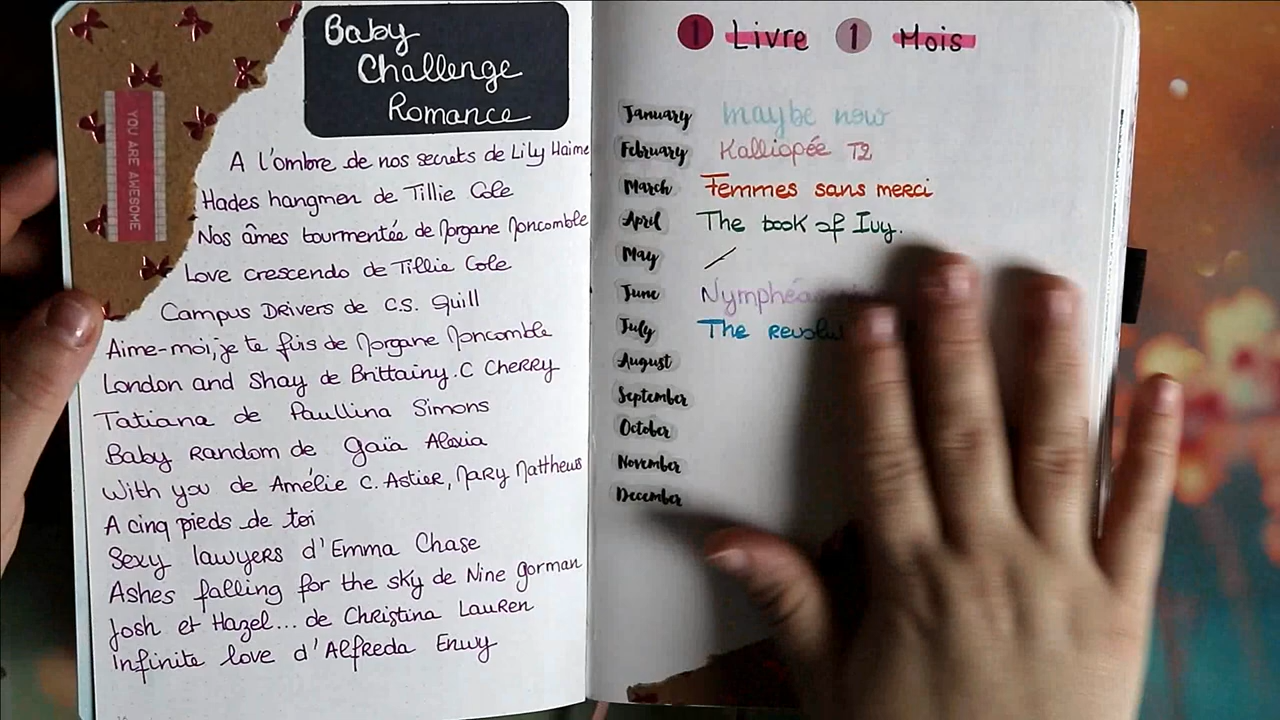 YOU ARE AWESOME
Baby
Challenge
Romance
A l'ombre de nos secrets de Lily Haime
Hades hangmen de Tillie Cole
Nos âmes tourmentée de Morgane Moncomble
Love crescendo de Tillie Cole
Campus Drivers de C.S. Quill
Aime-moi, je te fuis de Morgane Moncomble
London and Shay de Brittainy.C Cherry
Tatiana de Paullina Simons
Baby Random de Gaïa Alexia
With you de Amélie C. Astier, Mary Matthews
A cinq pieds de toi
Sexy lawyers d'Emma Chase
Ashes falling for the sky de Nine Gorman
Josh et Hazel... de Christina Lauren
Infinite love d'Alfreda Enwy
1 Livre 1 Mois
January maybe now
February Kalliopée T2
March Femmes sans merci
April The book of Ivy.
May /
June
July The
August
September
October
November
December